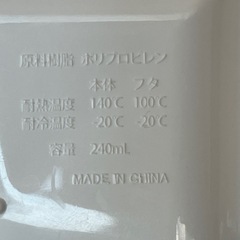 原料樹脂 ポリプロピレン
本体 フタ
耐熱温度 140℃ 100℃
耐冷温度 -20℃ -20℃
容量 240mL
MADE IN CHINA